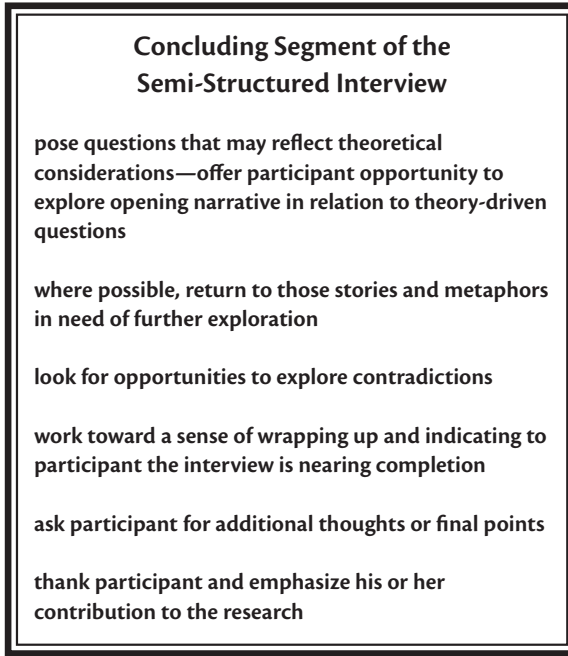 Concluding Segment of the
Semi-Structured Interview
pose questions that may reflect theoretical
considerations—offer participant opportunity to
explore opening narrative in relation to theory-driven
questions
where possible, return to those stories and metaphors
in need of further exploration
look for opportunities to explore contradictions
work toward a sense of wrapping up and indicating to
participant the interview is nearing completion
ask participant for additional thoughts or final points
thank participant and emphasize his or her
contribution to the research